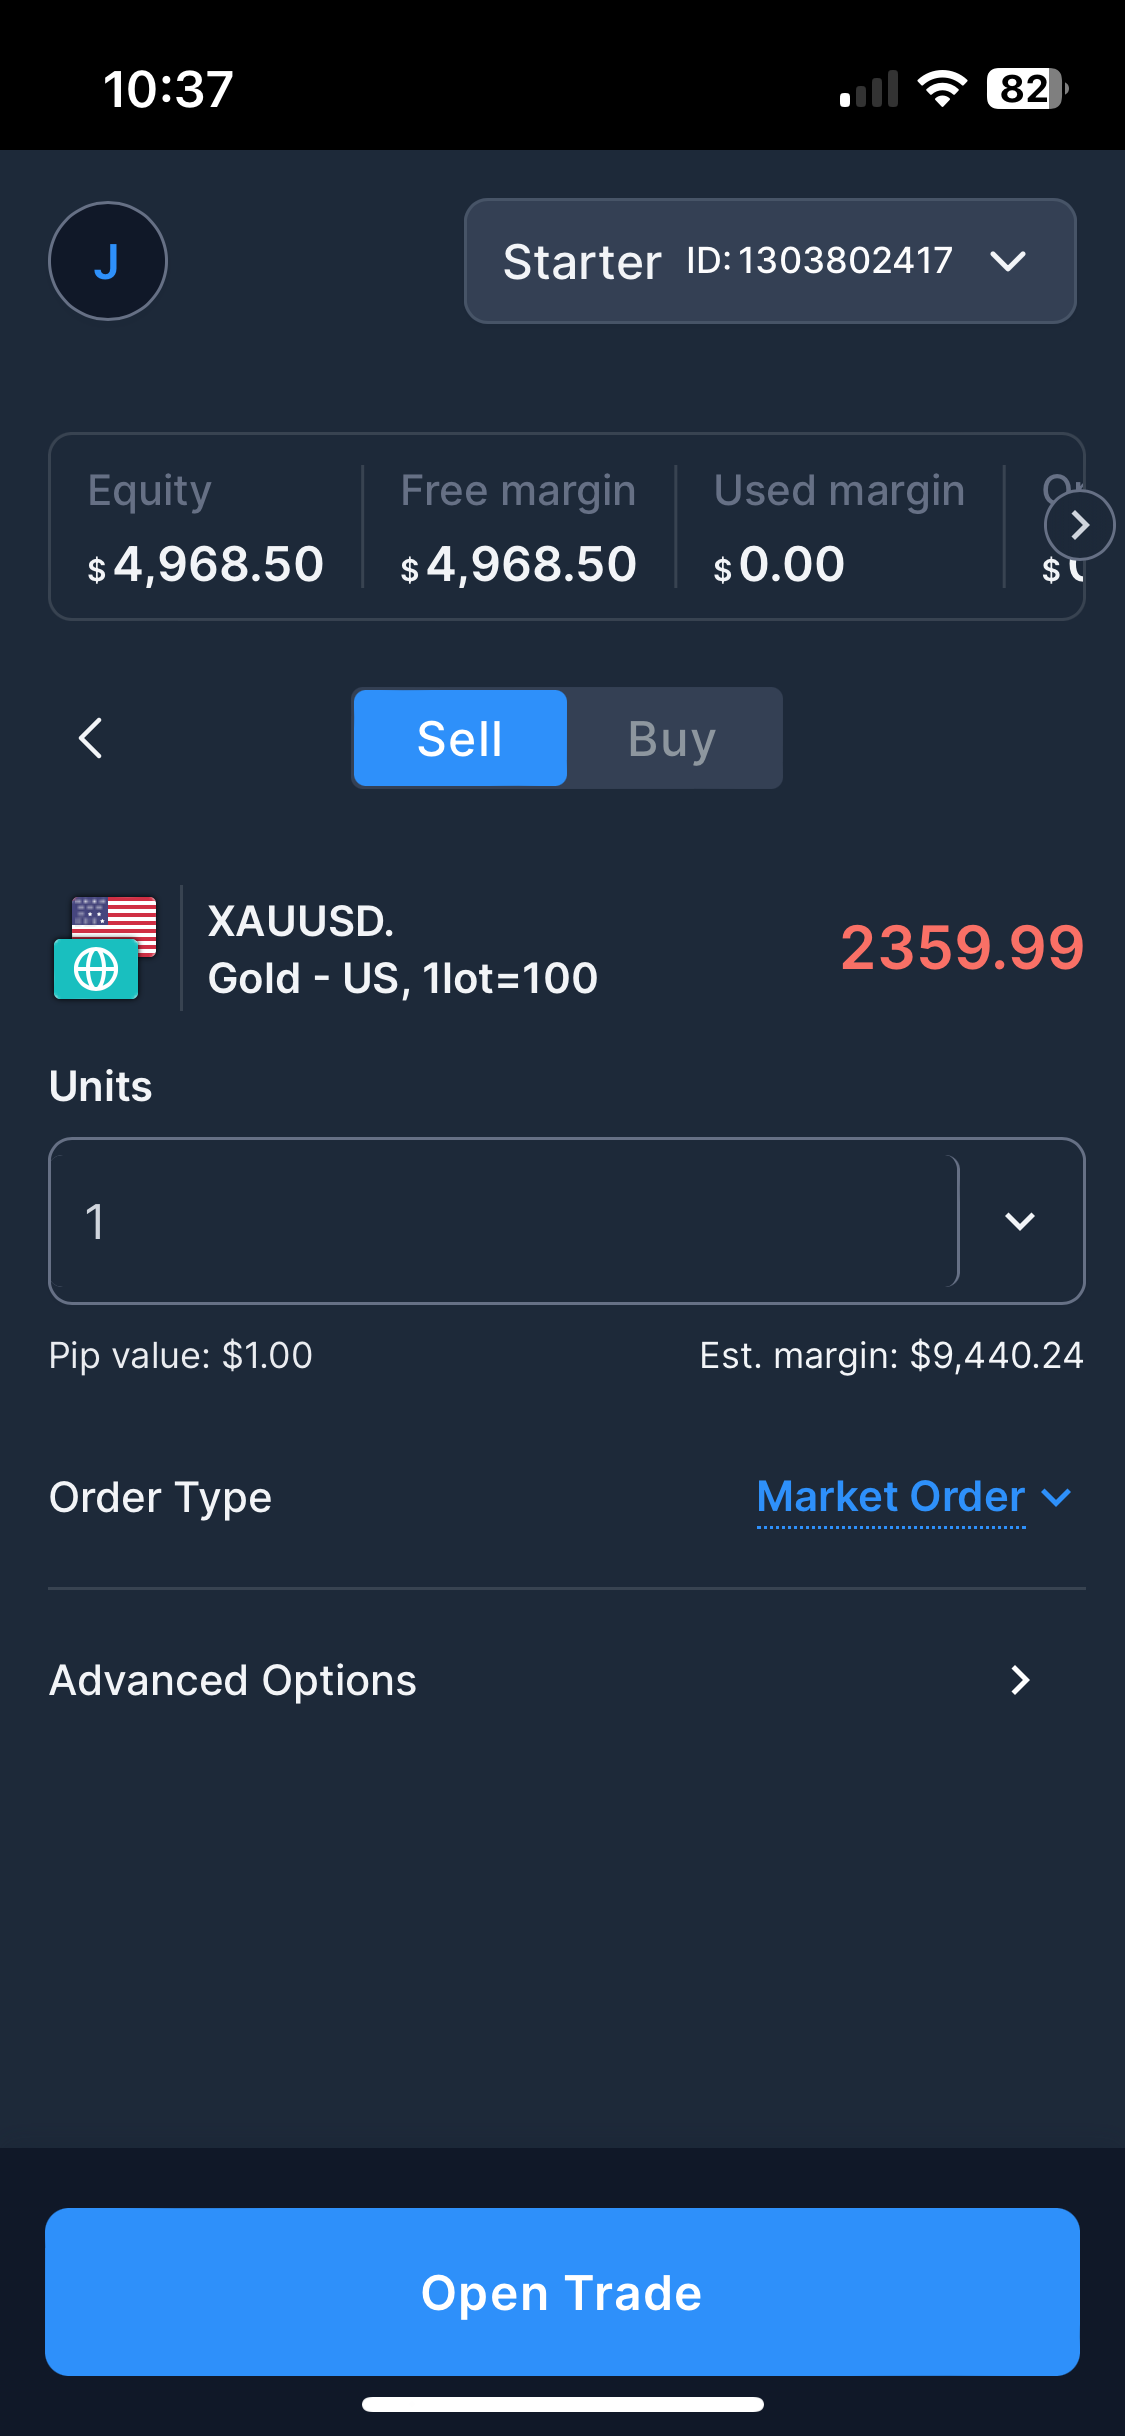 10:37
82
J
Starter ID: 1303802417
Equity Free margin Used margin
$4,968.50 $4,968.50 $0.00 $
Sell Buy
XAUUSD.
Gold - US, 1lot=100
2359.99
Units
1
Pip value: $1.00 Est. margin: $9,440.24
Order Type Market Order
Advanced Options
Open Trade